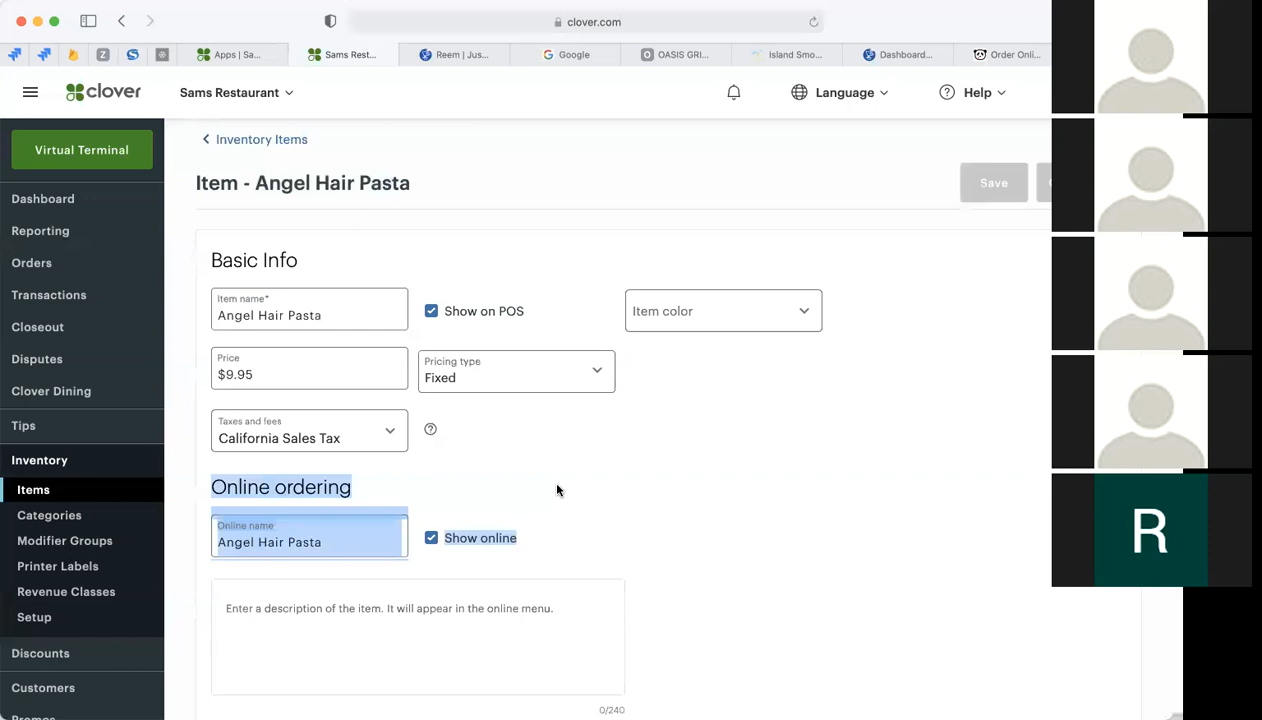 clover.com
Apps | Sa...
Sams Rest...
Reem | Jus...
Google
OASIS GRI...
Island Smo...
Dashboard...
Order Onli...
clover
Sams Restaurant
Language
Help
Virtual Terminal
Dashboard
Reporting
Orders
Transactions
Closeout
Disputes
Clover Dining
Tips
Inventory
Items
Categories
Modifier Groups
Printer Labels
Revenue Classes
Setup
Discounts
Customers
Promos
Inventory Items
Item - Angel Hair Pasta
Save
Basic Info
Item name*
Angel Hair Pasta
Show on POS
Item color
Price
$9.95
Pricing type
Fixed
Taxes and fees
California Sales Tax
Online ordering
Online name
Angel Hair Pasta
Show online
Enter a description of the item. It will appear in the online menu.
0/240
R